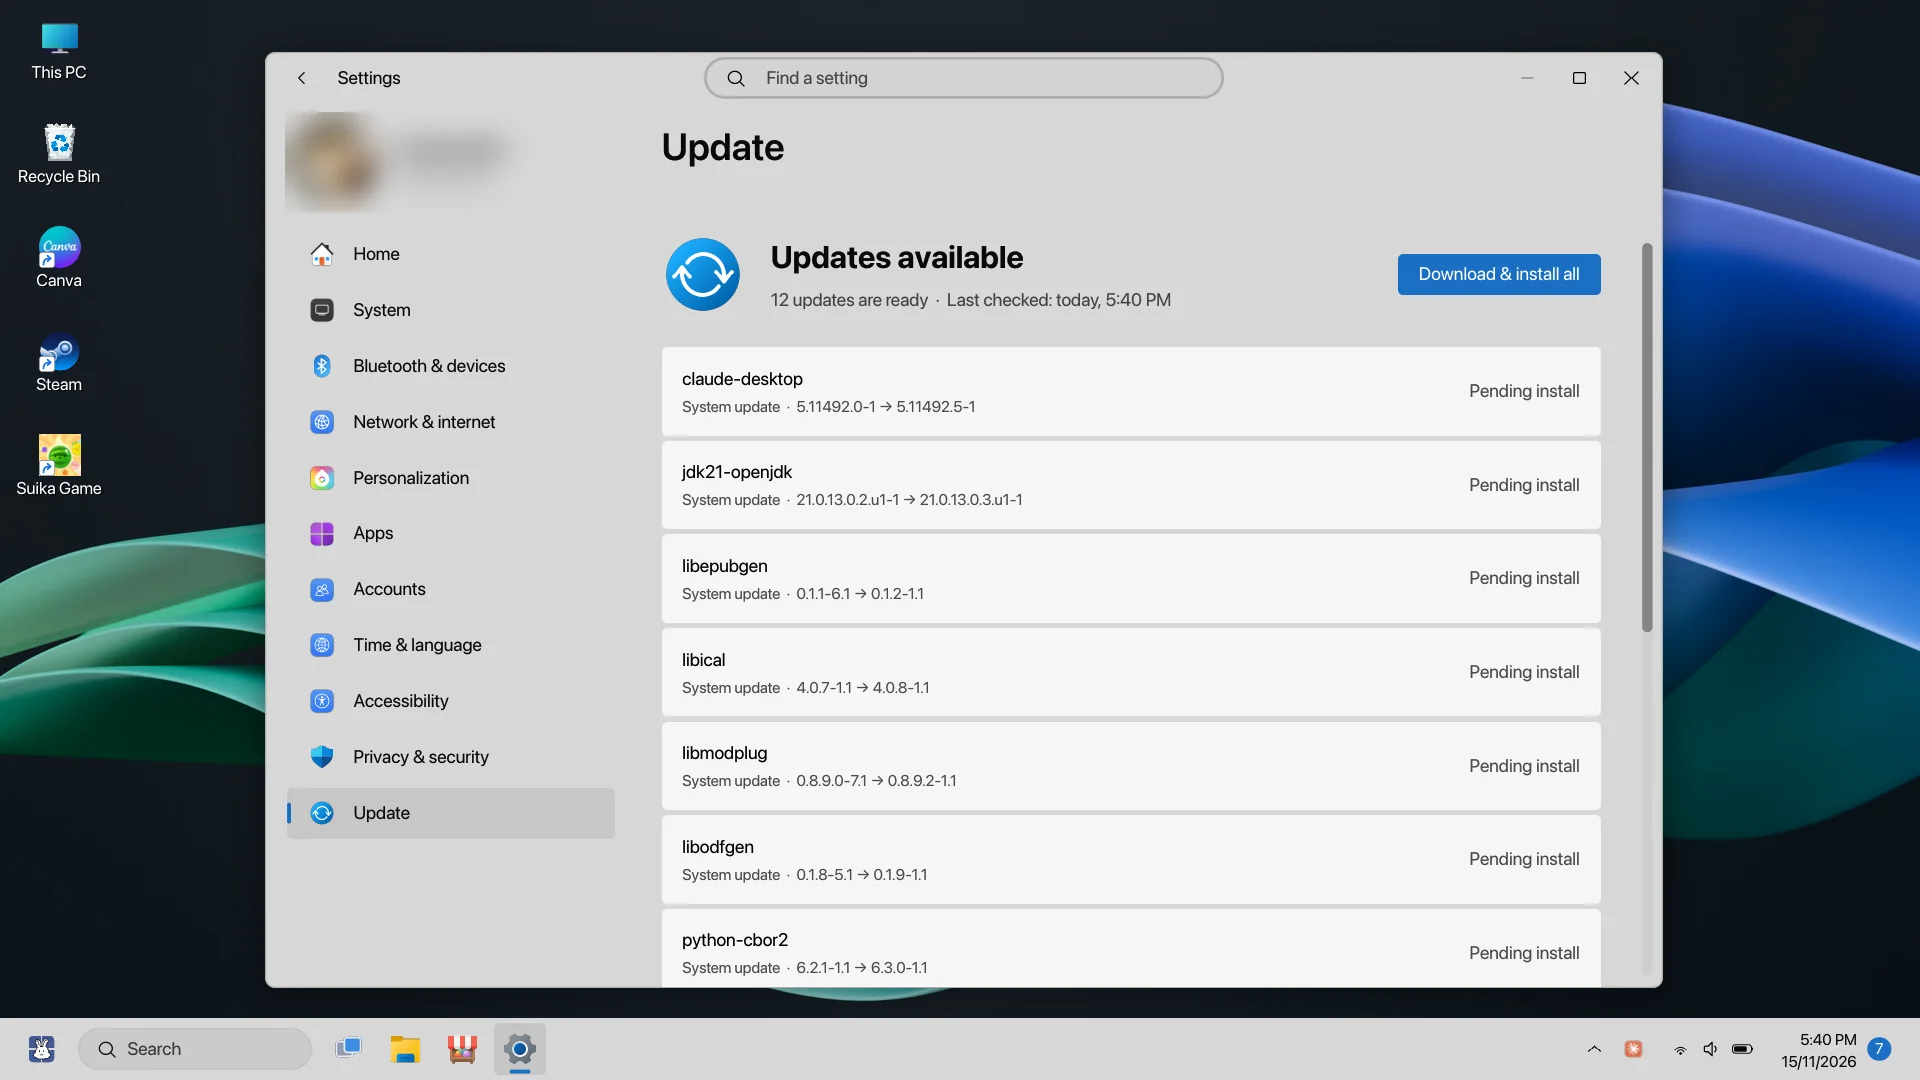 This PC
Recycle Bin
Canva
Canva
Steam
Suika Game
Settings
Find a setting
Home
System
Bluetooth & devices
Network & internet
Personalization
Apps
Accounts
Time & language
Accessibility
Privacy & security
Update
Update
Updates available
12 updates are ready · Last checked: today, 5:40 PM
Download & install all
claude-desktop
System update · 5.11492.0-1 → 5.11492.5-1
Pending install
jdk21-openjdk
System update · 21.0.13.0.2.u1-1 → 21.0.13.0.3.u1-1
Pending install
libepubgen
System update · 0.1.1-6.1 → 0.1.2-1.1
Pending install
libical
System update · 4.0.7-1.1 → 4.0.8-1.1
Pending install
libmodplug
System update · 0.8.9.0-7.1 → 0.8.9.2-1.1
Pending install
libodfgen
System update · 0.1.8-5.1 → 0.1.9-1.1
Pending install
python-cbor2
System update · 6.2.1-1.1 → 6.3.0-1.1
Pending install
Search
5:40 PM
15/11/2026
7